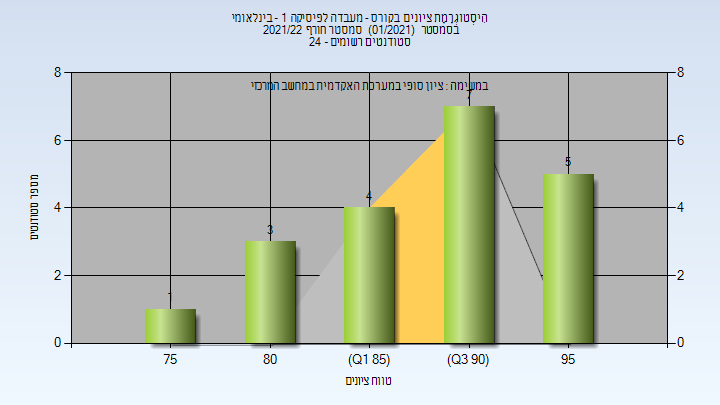 היסטוגרמת ציונים בקורס - מעבדה לפיסיקה 1 - בינלאומי
בסמסטר (01/2021) סמסטר חורף 2021/22
סטודנטים רשומים - 24
במשימה : ציון סופי במערכת האקדמית במחשב המרכזי
8
6
4
2
0
8
6
4
2
0
מספר סטודנטים
1
3
4
7
5
75
80
(Q1 85)
(Q3 90)
95
טווח ציונים